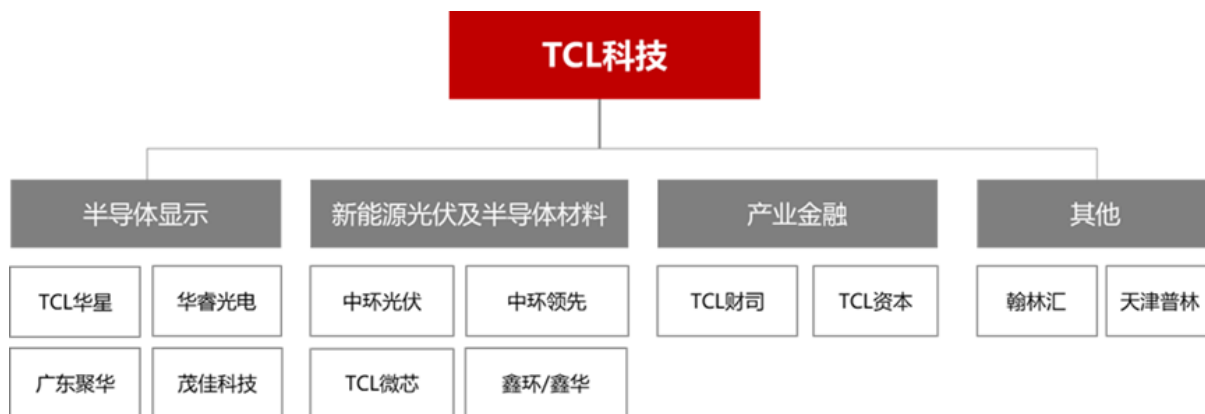 TCL科技
半导体显示
新能源光伏及半导体材料
产业金融
其他
TCL华星
华睿光电
中环光伏
中环领先
TCL财司
TCL资本
翰林汇
天津普林
广东聚华
茂佳科技
TCL微芯
鑫环/鑫华